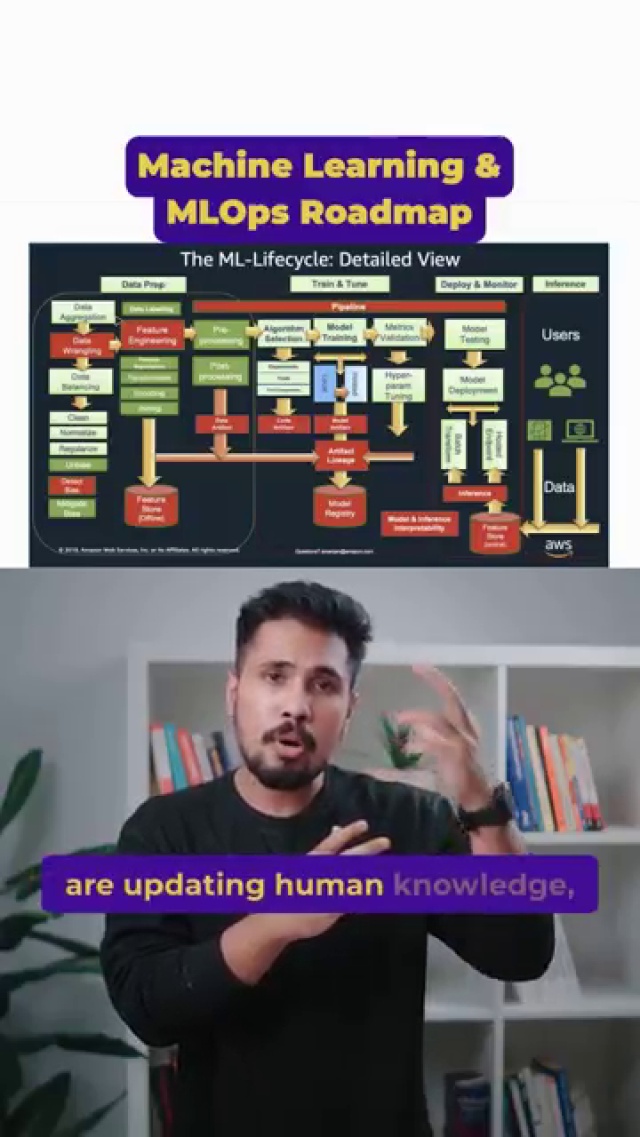 Machine Learning &
MLOps Roadmap
The ML-Lifecycle: Detailed View
Data Prep
Train & Tune
Deploy & Monitor
Inference
Pipeline
Data
Aggregation
Data Labeling
Data
Wrangling
Feature
Engineering
Pre-
processing
Algorithm
Selection
Model
Training
Metrics
Validation
Model
Testing
Users
Data
Balancing
Post-
processing
Hyper-
param
Tuning
Model
Deployment
Clean
Normalize
Regularize
Detect
Bias
Mitigate
Bias
Data
Artifact
Code
Artifact
Model
Artifact
Artifact
Lineage
Batch
Transform
Hosted
Endpoint
Data
Inference
Feature
Store
(Offline)
Model
Registry
Model & Inference
Interpretability
Feature
Store
aws
are updating human knowledge,